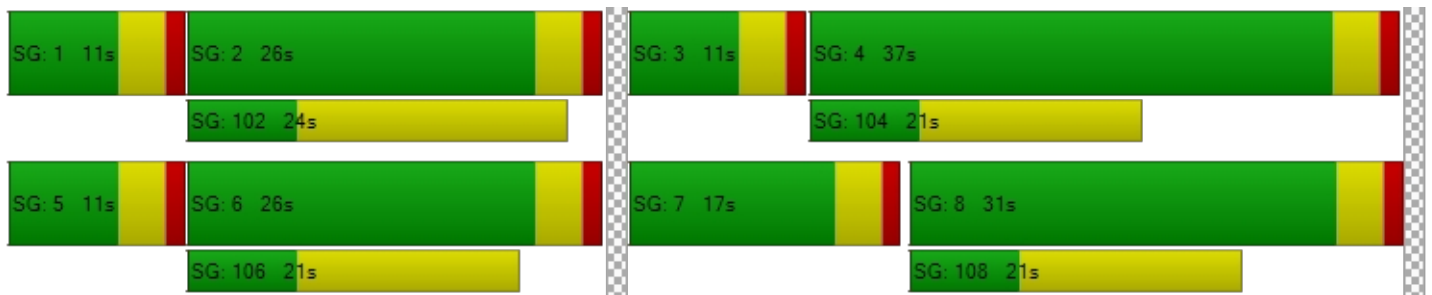 SG: 1 11s
SG: 2 26s
SG: 3 11s
SG: 4 37s
SG: 102 24s
SG: 104 21s
SG: 5 11s
SG: 6 26s
SG: 7 17s
SG: 8 31s
SG: 106 21s
SG: 108 21s